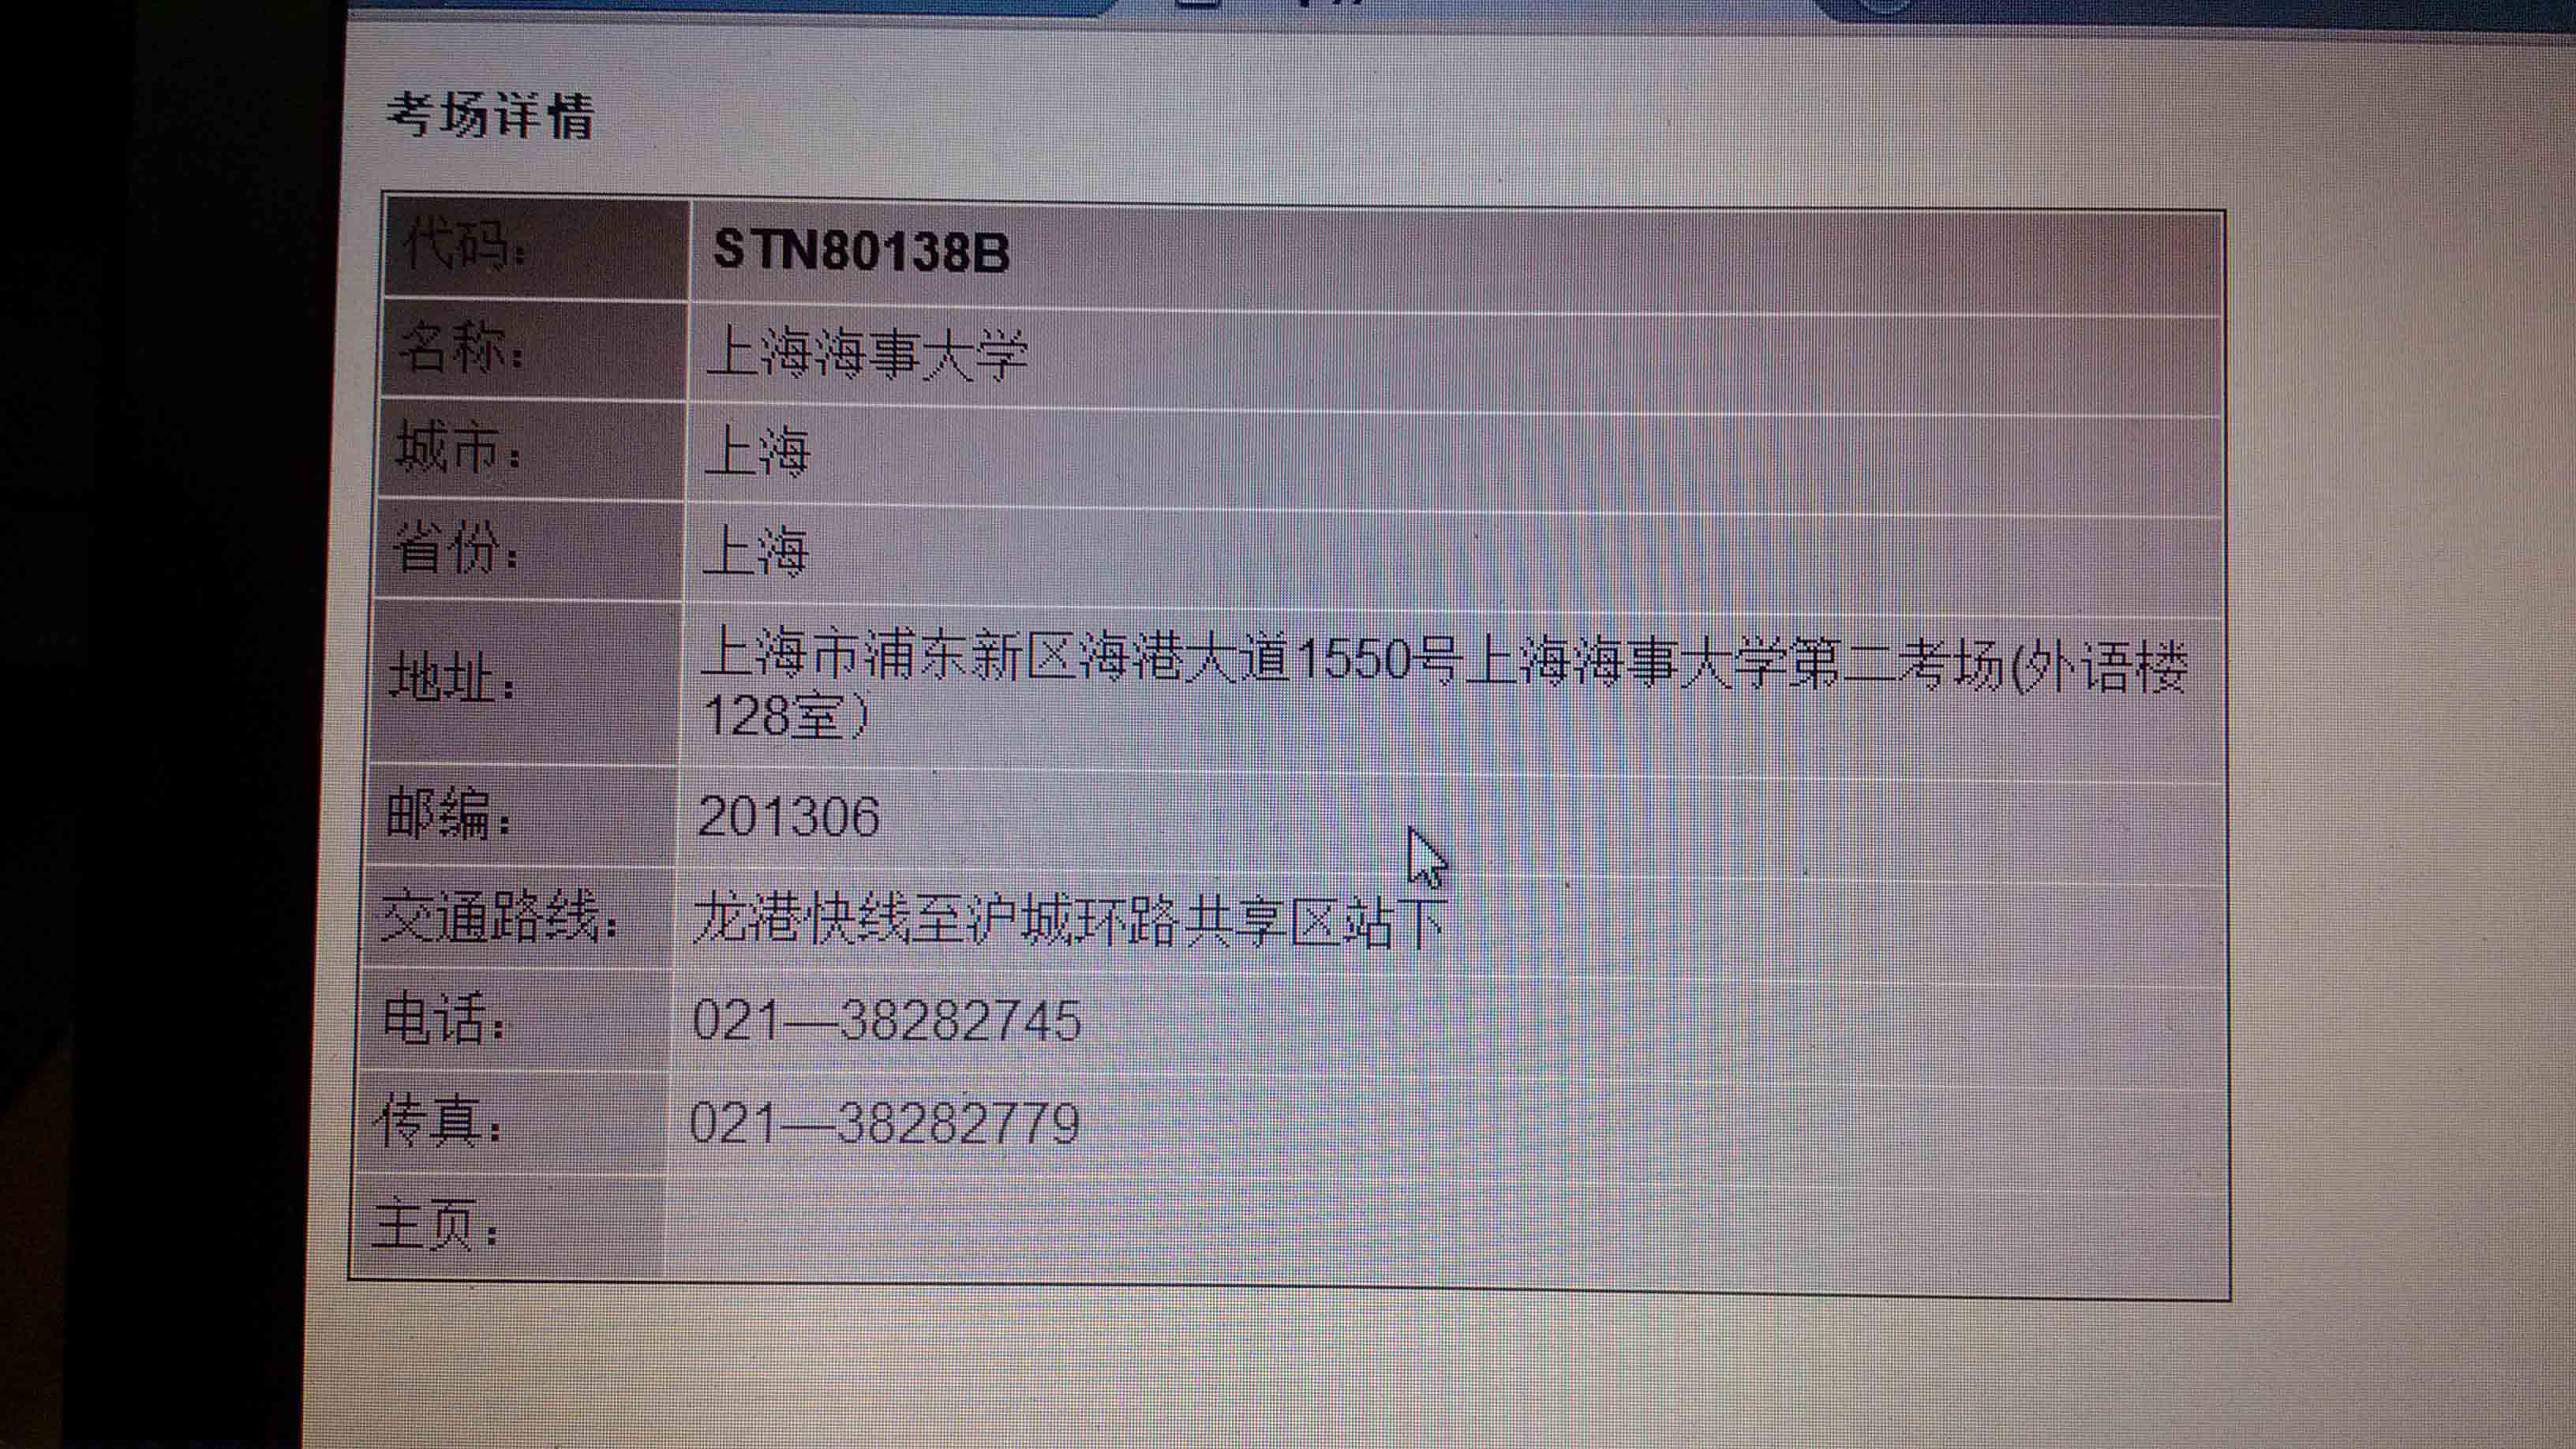 考场详情
代码： STN80138B
名称： 上海海事大学
城市： 上海
省份： 上海
地址： 上海市浦东新区海港大道1550号上海海事大学第二考场(外语楼
128室）
邮编： 201306
交通路线： 龙港快线至沪城环路共享区站下
电话： 021—38282745
传真： 021—38282779
主页：